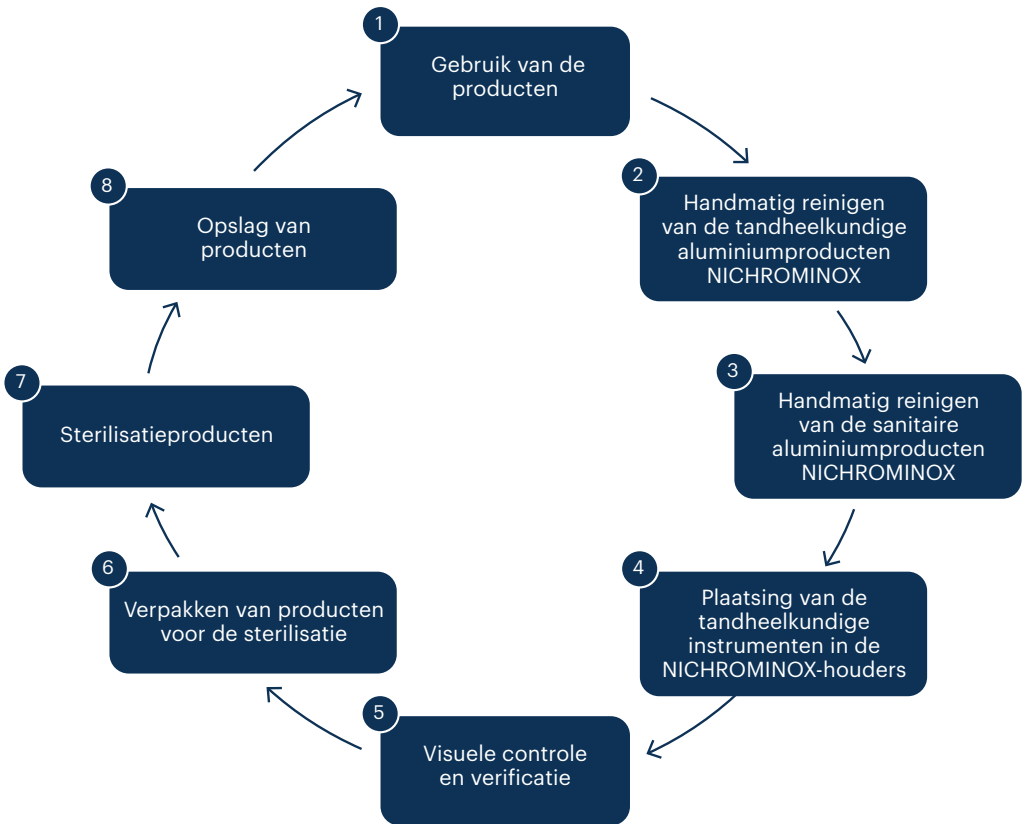 1
Gebruik van de
producten
2
Handmatig reinigen
van de tandheelkundige
aluminiumproducten
NICHROMINOX
3
Handmatig reinigen
van de sanitaire
aluminiumproducten
NICHROMINOX
4
Plaatsing van de
tandheelkundige
instrumenten in de
NICHROMINOX-houders
5
Visuele controle
en verificatie
6
Verpakken van producten
voor de sterilisatie
7
Sterilisatieproducten
8
Opslag van
producten